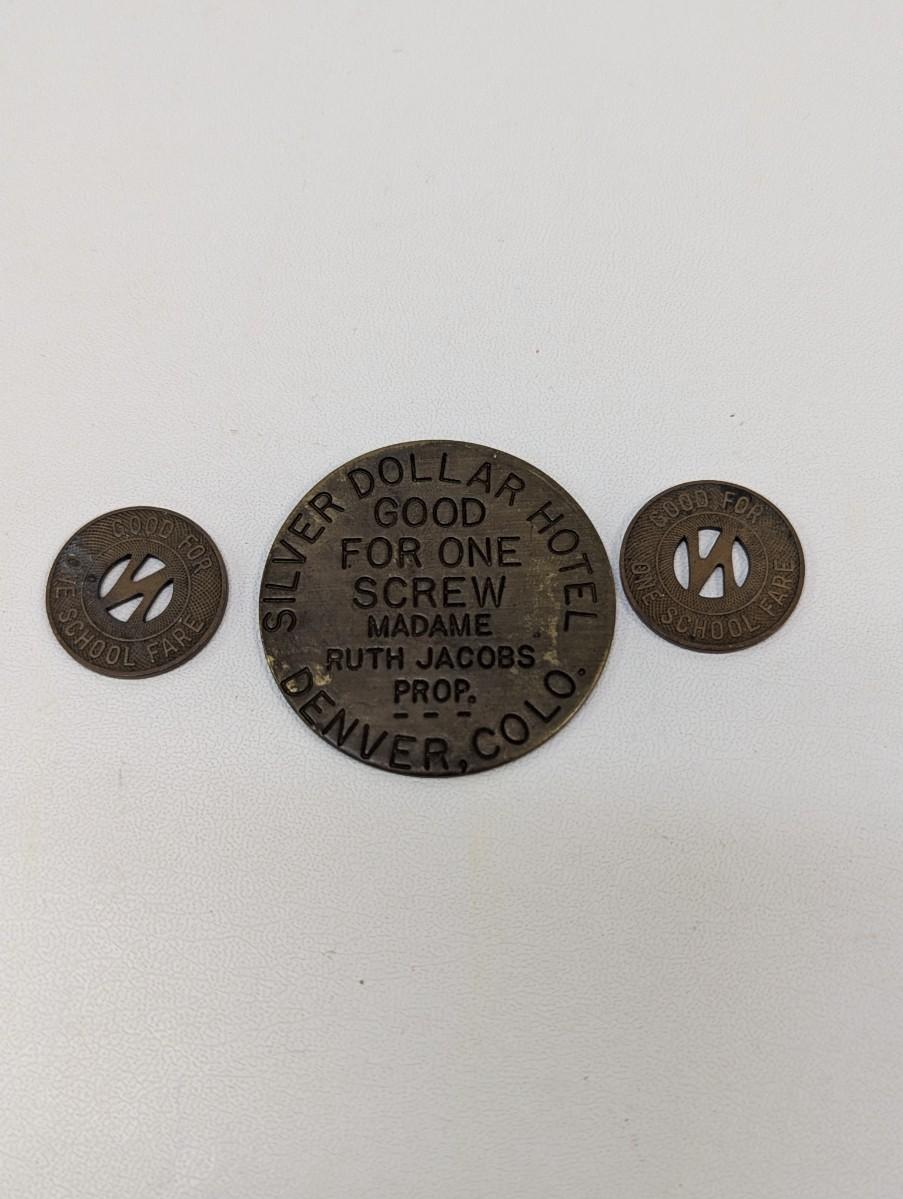 GOOD FOR
ONE SCHOOL FARE
SILVER DOLLAR HOTEL
GOOD
FOR ONE
SCREW
MADAME
RUTH JACOBS
PROP.
- - -
DENVER, COLO.
GOOD FOR
ONE SCHOOL FARE